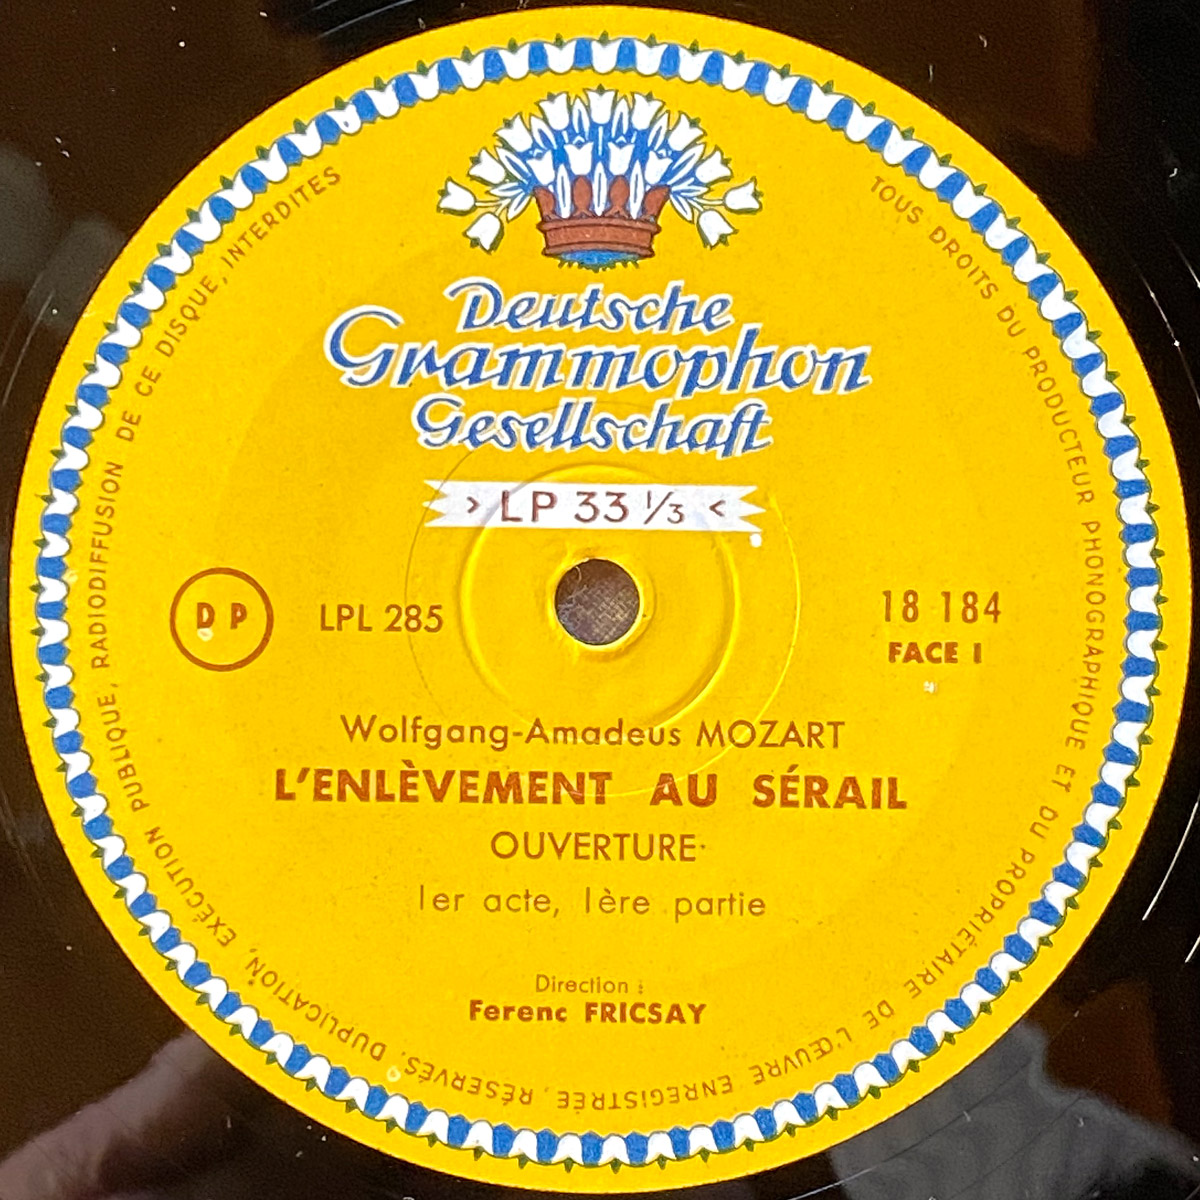 Deutsche
Grammophon
Gesellschaft
> LP 33 1/3 <
D P
LPL 285
18 184
FACE 1
Wolfgang-Amadeus MOZART
L'ENLÈVEMENT AU SÉRAIL
OUVERTURE
1er acte, 1ère partie
Direction :
Ferenc FRICSAY
TOUS DROITS DU PRODUCTEUR PHONOGRAPHIQUE ET DU PROPRIÉTAIRE DE L'ŒUVRE ENREGISTRÉE, RÉSERVÉS, DUPLICATION, EXÉCUTION PUBLIQUE, RADIODIFFUSION DE CE DISQUE, INTERDITES